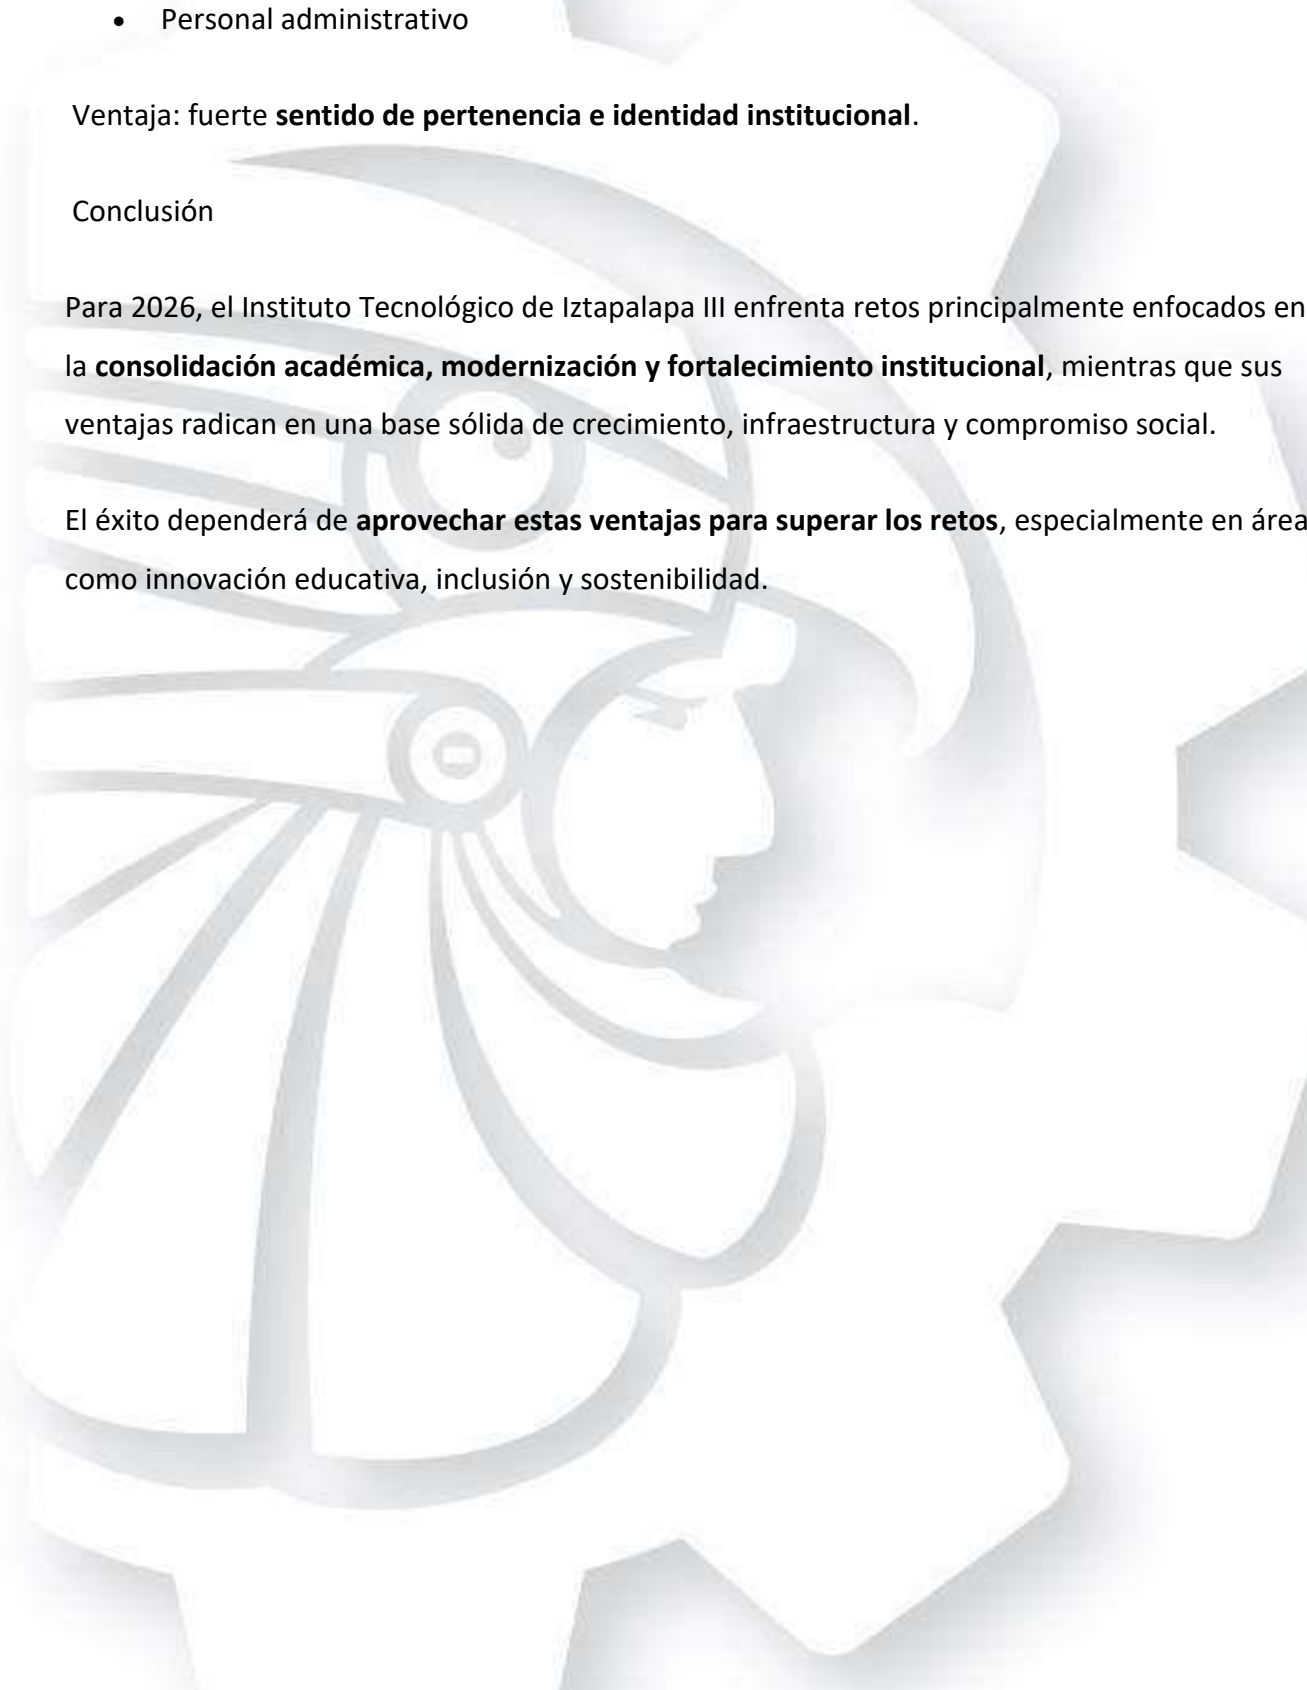 • Personal administrativo
Ventaja: fuerte sentido de pertenencia e identidad institucional.
Conclusión
Para 2026, el Instituto Tecnológico de Iztapalapa III enfrenta retos principalmente enfocados en
la consolidación académica, modernización y fortalecimiento institucional, mientras que sus
ventajas radican en una base sólida de crecimiento, infraestructura y compromiso social.
El éxito dependerá de aprovechar estas ventajas para superar los retos, especialmente en área
como innovación educativa, inclusión y sostenibilidad.